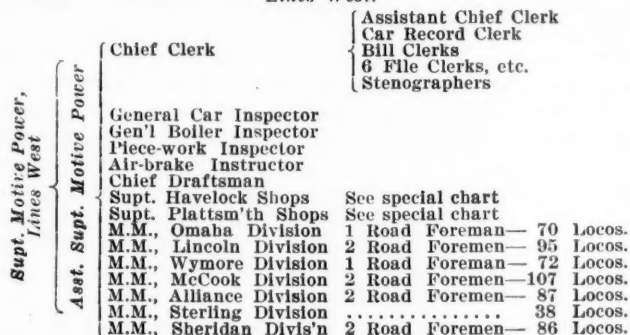 Lines West.
Assistant Chief Clerk
Car Record Clerk
Chief Clerk
Bill Clerks
6 File Clerks, etc.
Stenographers
Supt. Motive Power,
Lines West
Asst. Supt. Motive Power
General Car Inspector
Gen'l Boiler Inspector
Piece-work Inspector
Air-brake Instructor
Chief Draftsman
Supt. Havelock Shops See special chart
Supt. Plattsm'th Shops See special chart
M.M., Omaha Division 1 Road Foreman— 70 Locos.
M.M., Lincoln Division 2 Road Foremen— 95 Locos.
M.M., Wymore Division 1 Road Foreman— 72 Locos.
M.M., McCook Division 2 Road Foremen—107 Locos.
M.M., Alliance Division 2 Road Foremen— 87 Locos.
M.M., Sterling Division ............... 38 Locos.
M.M., Sheridan Divis'n 2 Road Foremen— 86 Locos.